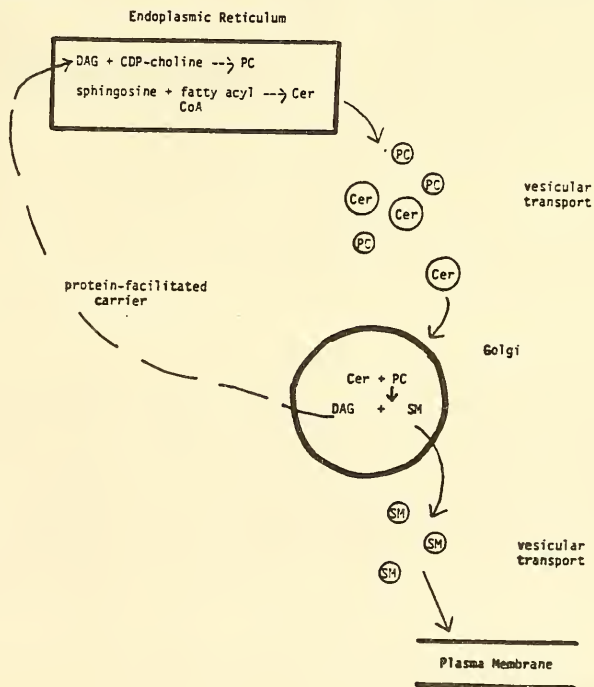 Endoplasmic Reticulum
DAG + CDP-choline --> PC
sphingosine + fatty acyl --> Cer
CoA
PC
PC
Cer
Cer
PC
vesicular
transport
Cer
protein-facilitated
carrier
Golgi
Cer + PC
DAG + SM
SM
SM
SM
vesicular
transport
Plasma Membrane